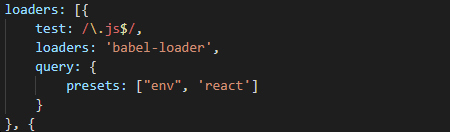 loaders: [{
test: /\.js$/,
loaders: 'babel-loader',
query: {
presets: ["env", 'react']
}
}, {